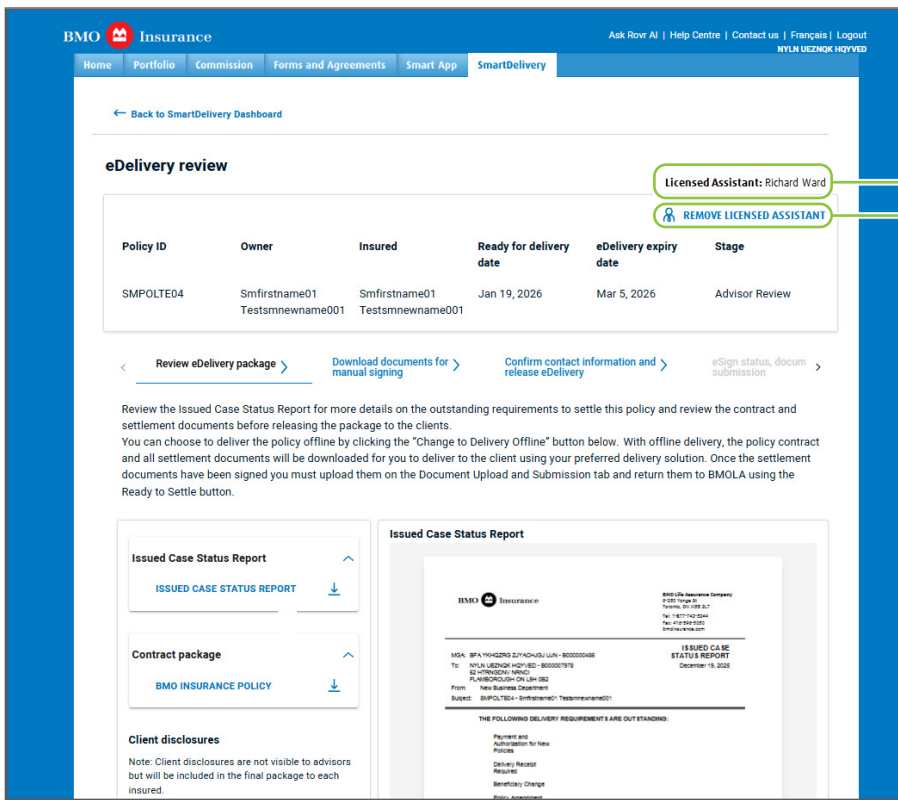 BMO Insurance
Ask Rovr AI | Help Centre | Contact us | Français | Logout
NYLN UEZNQK HQYVED
Home Portfolio Commission Forms and Agreements Smart App SmartDelivery
← Back to SmartDelivery Dashboard
eDelivery review
Licensed Assistant: Richard Ward
REMOVE LICENSED ASSISTANT
Policy ID Owner Insured Ready for delivery date eDelivery expiry date Stage
SMPOLTE04 Smfirstname01 Testsmnewname001 Smfirstname01 Testsmnewname001 Jan 19, 2026 Mar 5, 2026 Advisor Review
Review eDelivery package
Download documents for manual signing
Confirm contact information and release eDelivery
eSign status, docum
submission
Review the Issued Case Status Report for more details on the outstanding requirements to settle this policy and review the contract and
settlement documents before releasing the package to the clients.
You can choose to deliver the policy offline by clicking the “Change to Delivery Offline” button below. With offline delivery, the policy contract
and all settlement documents will be downloaded for you to deliver to the client using your preferred delivery solution. Once the settlement
documents have been signed you must upload them on the Document Upload and Submission tab and return them to BMOLA using the
Ready to Settle button.
Issued Case Status Report
ISSUED CASE STATUS REPORT
Contract package
BMO INSURANCE POLICY
Client disclosures
Note: Client disclosures are not visible to advisors
but will be included in the final package to each
insured.
Issued Case Status Report
BMO Insurance
BMO Life Assurance Company
Toronto, ON
bmoinsurance.com
ISSUED CASE
STATUS REPORT
MGA: BFA YKHQZRG ZJYACHJGJ UJN - B000000486
December 19, 2025
To: NYLN UEZNQK HQYVED - B000007978
62 HTRNGDNV NRNCI
FLAMBOROUGH ON L9H 0B2
From: New Business Department
Subject: SMPOLTE04 - Smfirstname01 Testsmnewname001
THE FOLLOWING DELIVERY REQUIREMENTS ARE OUTSTANDING:
Payment and
Authorization for New
Policies
Delivery Receipt
Required
Beneficiary Change
Policy Amendment